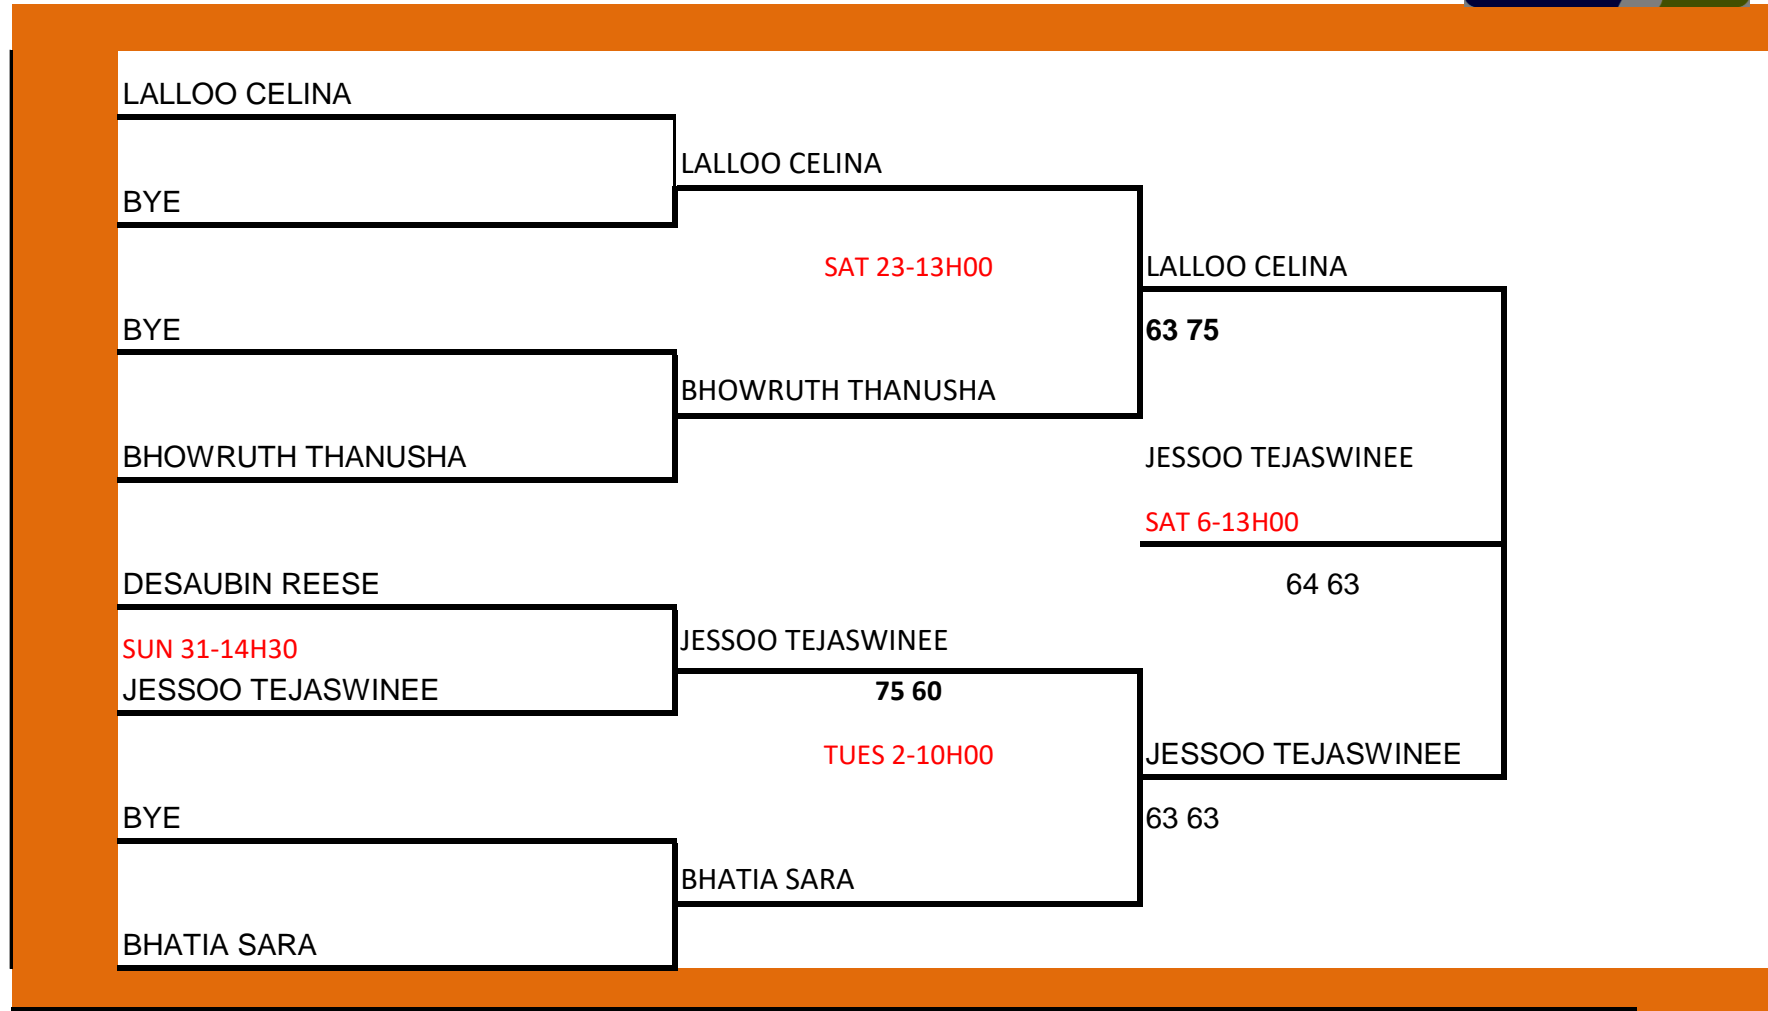 LALLOO CELINA
LALLOO CELINA
BYE
SAT 23-13H00
LALLOO CELINA
BYE
63 75
BHOWRUTH THANUSHA
BHOWRUTH THANUSHA
JESSOO TEJASWINEE
SAT 6-13H00
DESAUBIN REESE
64 63
SUN 31-14H30
JESSOO TEJASWINEE
JESSOO TEJASWINEE
75 60
TUES 2-10H00
JESSOO TEJASWINEE
BYE
63 63
BHATIA SARA
BHATIA SARA